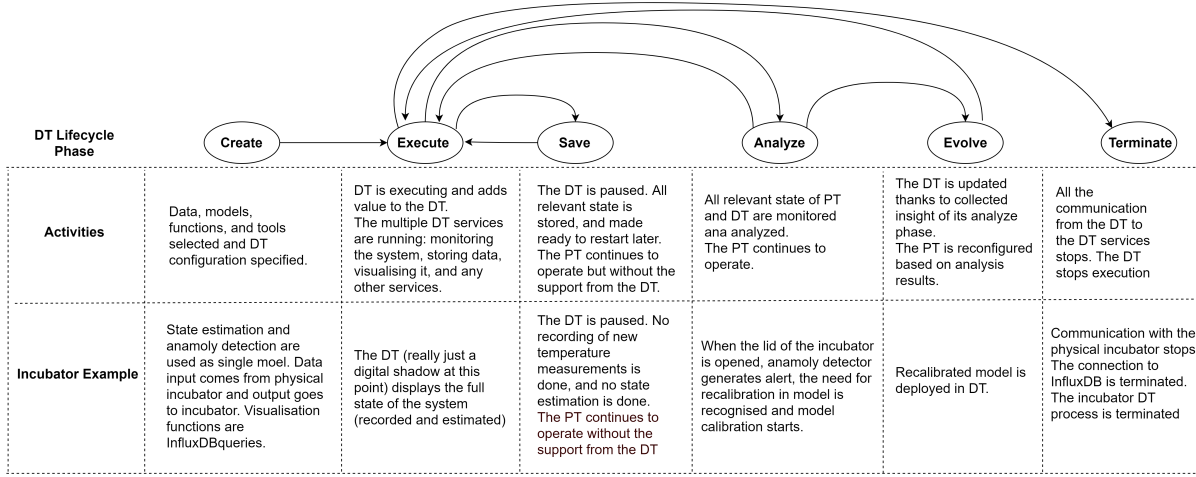 DT Lifecycle
Phase
Create
Execute
Save
Analyze
Evolve
Terminate
Activities
Data, models,
functions, and tools
selected and DT
configuration specified.
DT is executing and adds
value to the DT.
The multiple DT services
are running: monitoring
the system, storing data,
visualising it, and any
other services.
The DT is paused. All
relevant state is
stored, and made
ready to restart later.
The PT continues to
operate but without the
support from the DT.
All relevant state of PT
and DT are monitored
ana analyzed.
The PT continues to
operate.
The DT is updated
thanks to collected
insight of its analyze
phase.
The PT is reconfigured
based on analysis
results.
All the
communication
from the DT to
the DT services
stops. The DT
stops execution
Incubator Example
State estimation and
anamoly detection are
used as single moel. Data
input comes from physical
incubator and output goes
to incubator. Visualisation
functions are
InfluxDBqueries.
The DT (really just a
digital shadow at this
point) displays the full
state of the system
(recorded and estimated)
The DT is paused. No
recording of new
temperature
measurements is
done, and no state
estimation is done.
The PT continues to
operate without the
support from the DT
When the lid of the incubator
is opened, anamoly detector
generates alert, the need for
recalibration in model is
recognised and model
calibration starts.
Recalibrated model is
deployed in DT.
Communication with the
physical incubator stops
The connection to
InfluxDB is terminated.
The incubator DT
process is terminated